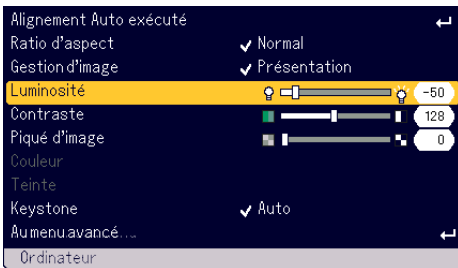 Alignement Auto exécuté
Ratio d'aspect Normal
Gestion d'image Présentation
Luminosité -50
Contraste 128
Piqué d'image 0
Couleur
Teinte
Keystone Auto
Au menu avancé...
Ordinateur